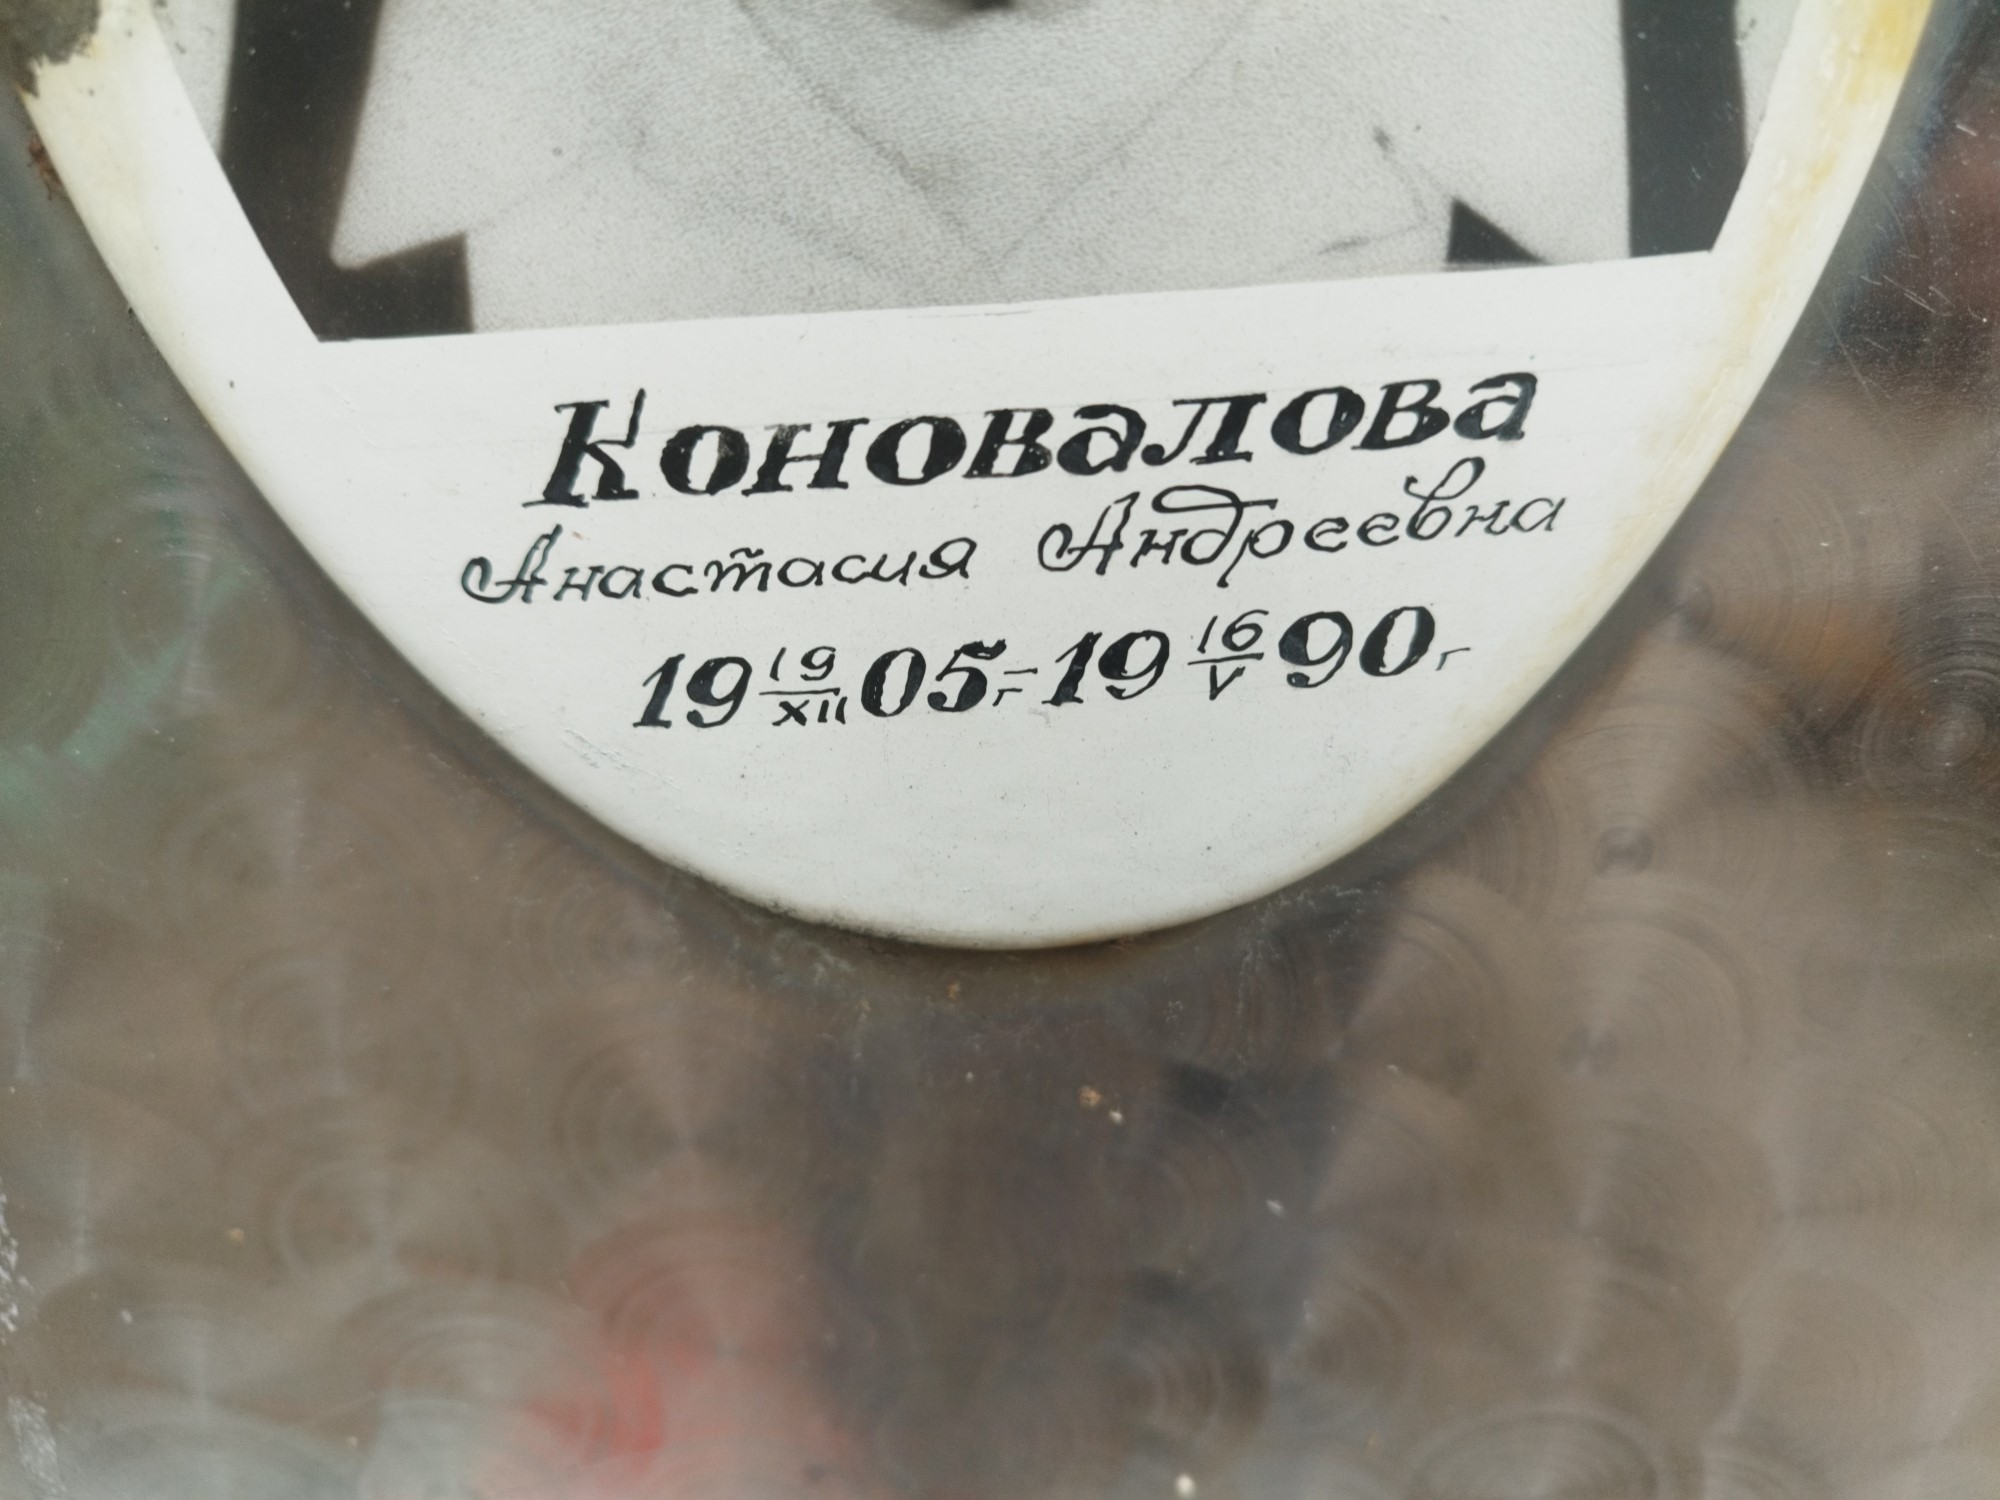 Коновалова
Анастасия Андреевна
19 19/XII 05г-19 16/V 90г